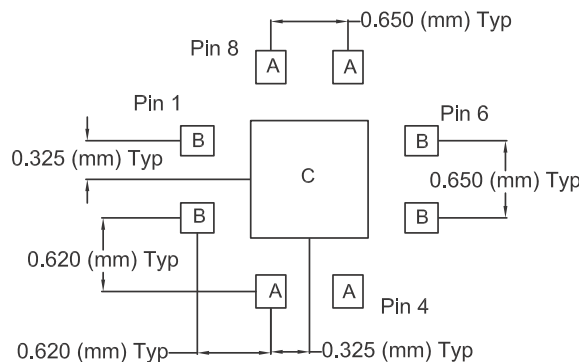 0.650 (mm) Typ
Pin 8
A A
Pin 1
Pin 6
B B
0.325 (mm) Typ
C
0.650 (mm) Typ
B B
0.620 (mm) Typ
A A
Pin 4
0.620 (mm) Typ 0.325 (mm) Typ